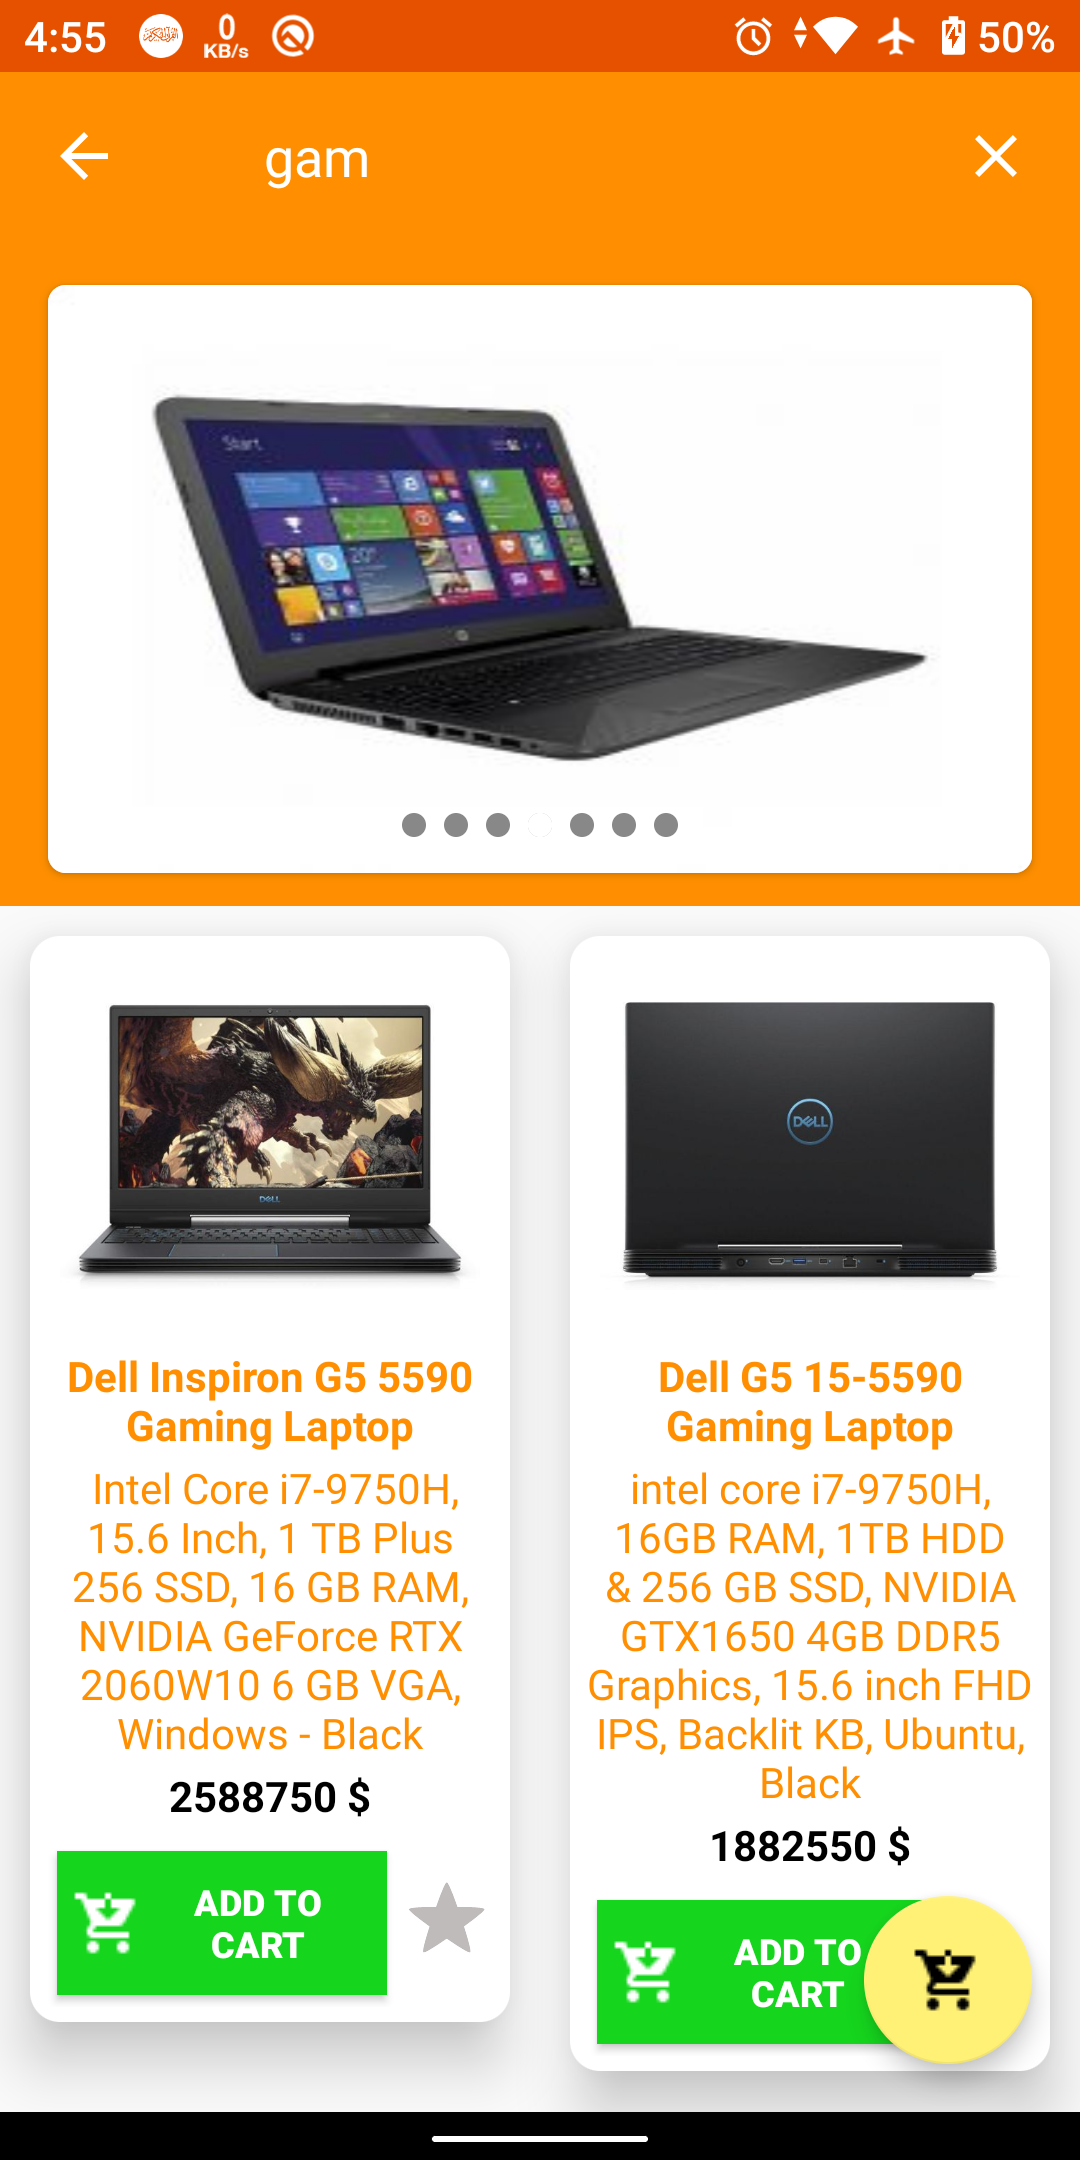 4:55
0
KB/s
50%
gam
Start
20°
DELL
DELL
Dell Inspiron G5 5590
Gaming Laptop
Intel Core i7-9750H,
15.6 Inch, 1 TB Plus
256 SSD, 16 GB RAM,
NVIDIA GeForce RTX
2060W10 6 GB VGA,
Windows - Black
2588750 $
ADD TO
CART
Dell G5 15-5590
Gaming Laptop
intel core i7-9750H,
16GB RAM, 1TB HDD
& 256 GB SSD, NVIDIA
GTX1650 4GB DDR5
Graphics, 15.6 inch FHD
IPS, Backlit KB, Ubuntu,
Black
1882550 $
ADD TO
CART